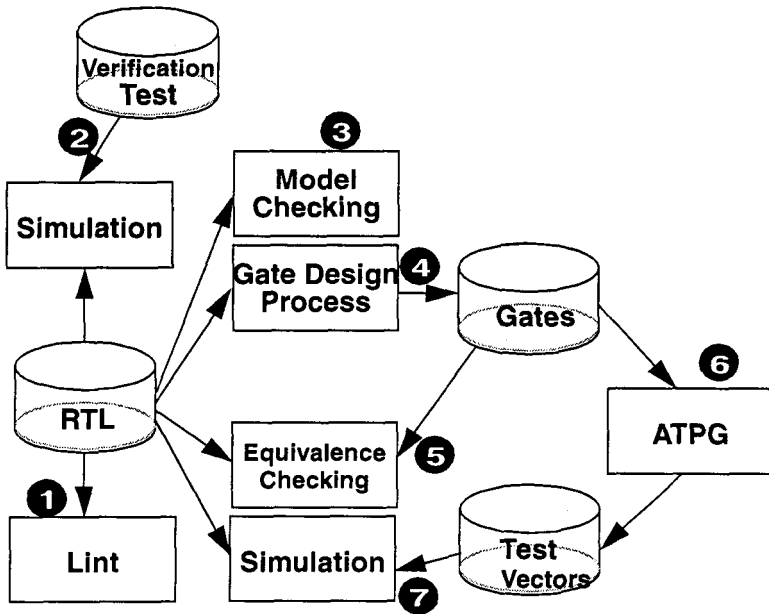 Verification
Test
2
3
Simulation
Model
Checking
Gate Design
Process
4
Gates
RTL
6
ATPG
Equivalence
Checking
5
1
Lint
Simulation
7
Test
Vectors